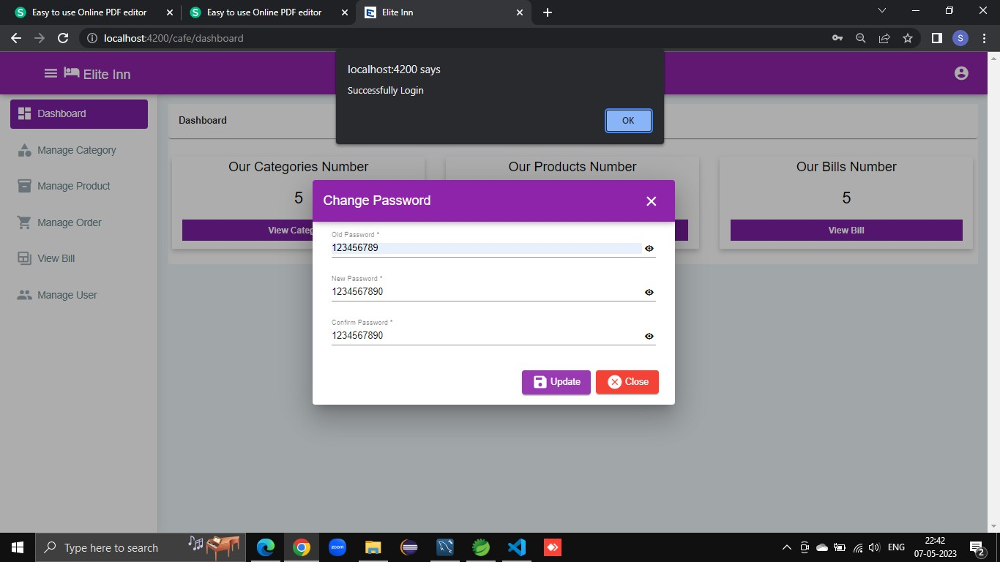 Easy to use Online PDF editor
Easy to use Online PDF editor
Elite Inn
localhost:4200/cafe/dashboard
S
Elite Inn
localhost:4200 says
Successfully Login
OK
Dashboard
Manage Category
Manage Product
Manage Order
View Bill
Manage User
Dashboard
Our Categories Number
5
View Categ
Our Products Number
Our Bills Number
5
View Bill
Change Password
Old Password *
123456789
New Password *
1234567890
Confirm Password *
1234567890
Update
Close
Type here to search
zoom
ENG
22:42
07-05-2023
2